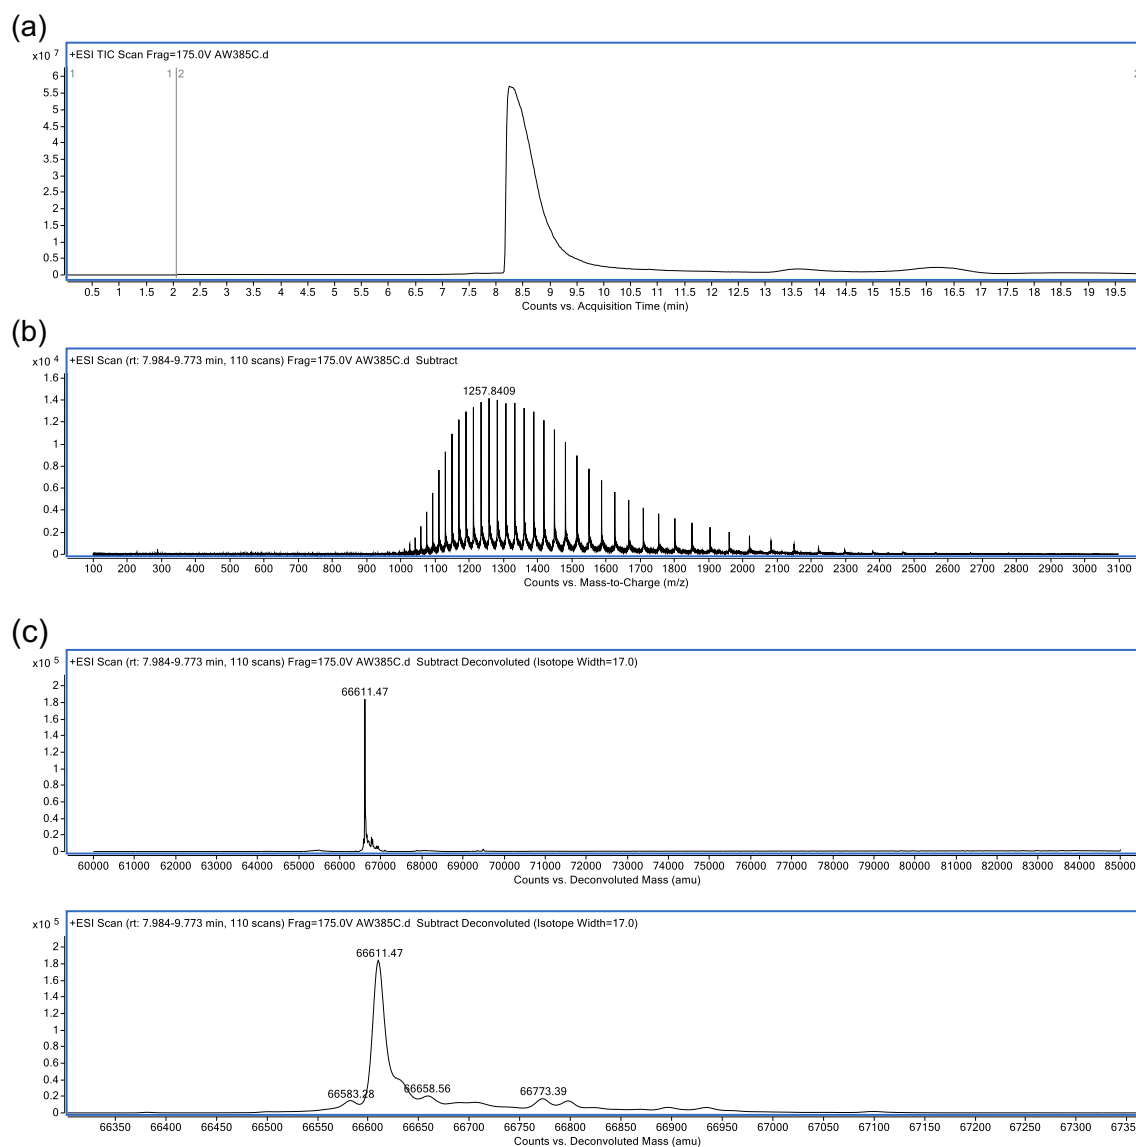 (a)
+ESI TIC Scan Frag=175.0V AW385C.d
x10 7
1 1 2
6
5.5
5
4.5
4
3.5
3
2.5
2
1.5
1
0.5
0
0.5 1 1.5 2 2.5 3 3.5 4 4.5 5 5.5 6 6.5 7 7.5 8 8.5 9 9.5 10 10.5 11 11.5 12 12.5 13 13.5 14 14.5 15 15.5 16 16.5 17 17.5 18 18.5 19 19.5
Counts vs. Acquisition Time (min)
(b)
+ESI Scan (rt: 7.984-9.773 min, 110 scans) Frag=175.0V AW385C.d Subtract
x10 4
1.6
1257.8409
1.4
1.2
1
0.8
0.6
0.4
0.2
0
100 200 300 400 500 600 700 800 900 1000 1100 1200 1300 1400 1500 1600 1700 1800 1900 2000 2100 2200 2300 2400 2500 2600 2700 2800 2900 3000 3100
Counts vs. Mass-to-Charge (m/z)
(c)
+ESI Scan (rt: 7.984-9.773 min, 110 scans) Frag=175.0V AW385C.d Subtract Deconvoluted (Isotope Width=17.0)
x10 5
2
66611.47
1.8
1.6
1.4
1.2
1
0.8
0.6
0.4
0.2
0
60000 61000 62000 63000 64000 65000 66000 67000 68000 69000 70000 71000 72000 73000 74000 75000 76000 77000 78000 79000 80000 81000 82000 83000 84000 85000
Counts vs. Deconvoluted Mass (amu)
+ESI Scan (rt: 7.984-9.773 min, 110 scans) Frag=175.0V AW385C.d Subtract Deconvoluted (Isotope Width=17.0)
x10 5
2
66611.47
1.8
1.6
1.4
1.2
1
0.8
0.6
0.4
66583.28 66658.56 66773.39
0.2
0
66350 66400 66450 66500 66550 66600 66650 66700 66750 66800 66850 66900 66950 67000 67050 67100 67150 67200 67250 67300 6735
Counts vs. Deconvoluted Mass (amu)